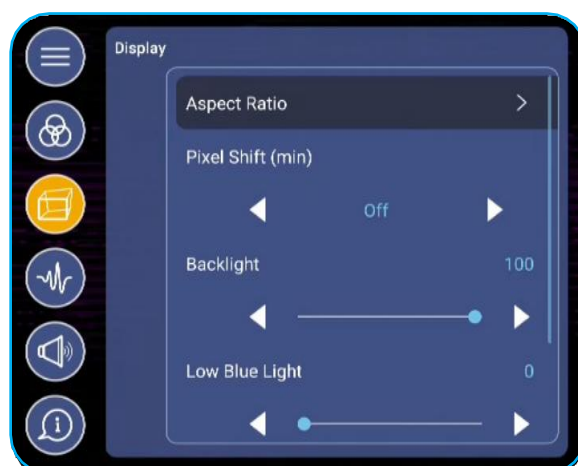 Display
Aspect Ratio
Pixel Shift (min)
Off
Backlight 100
Low Blue Light 0